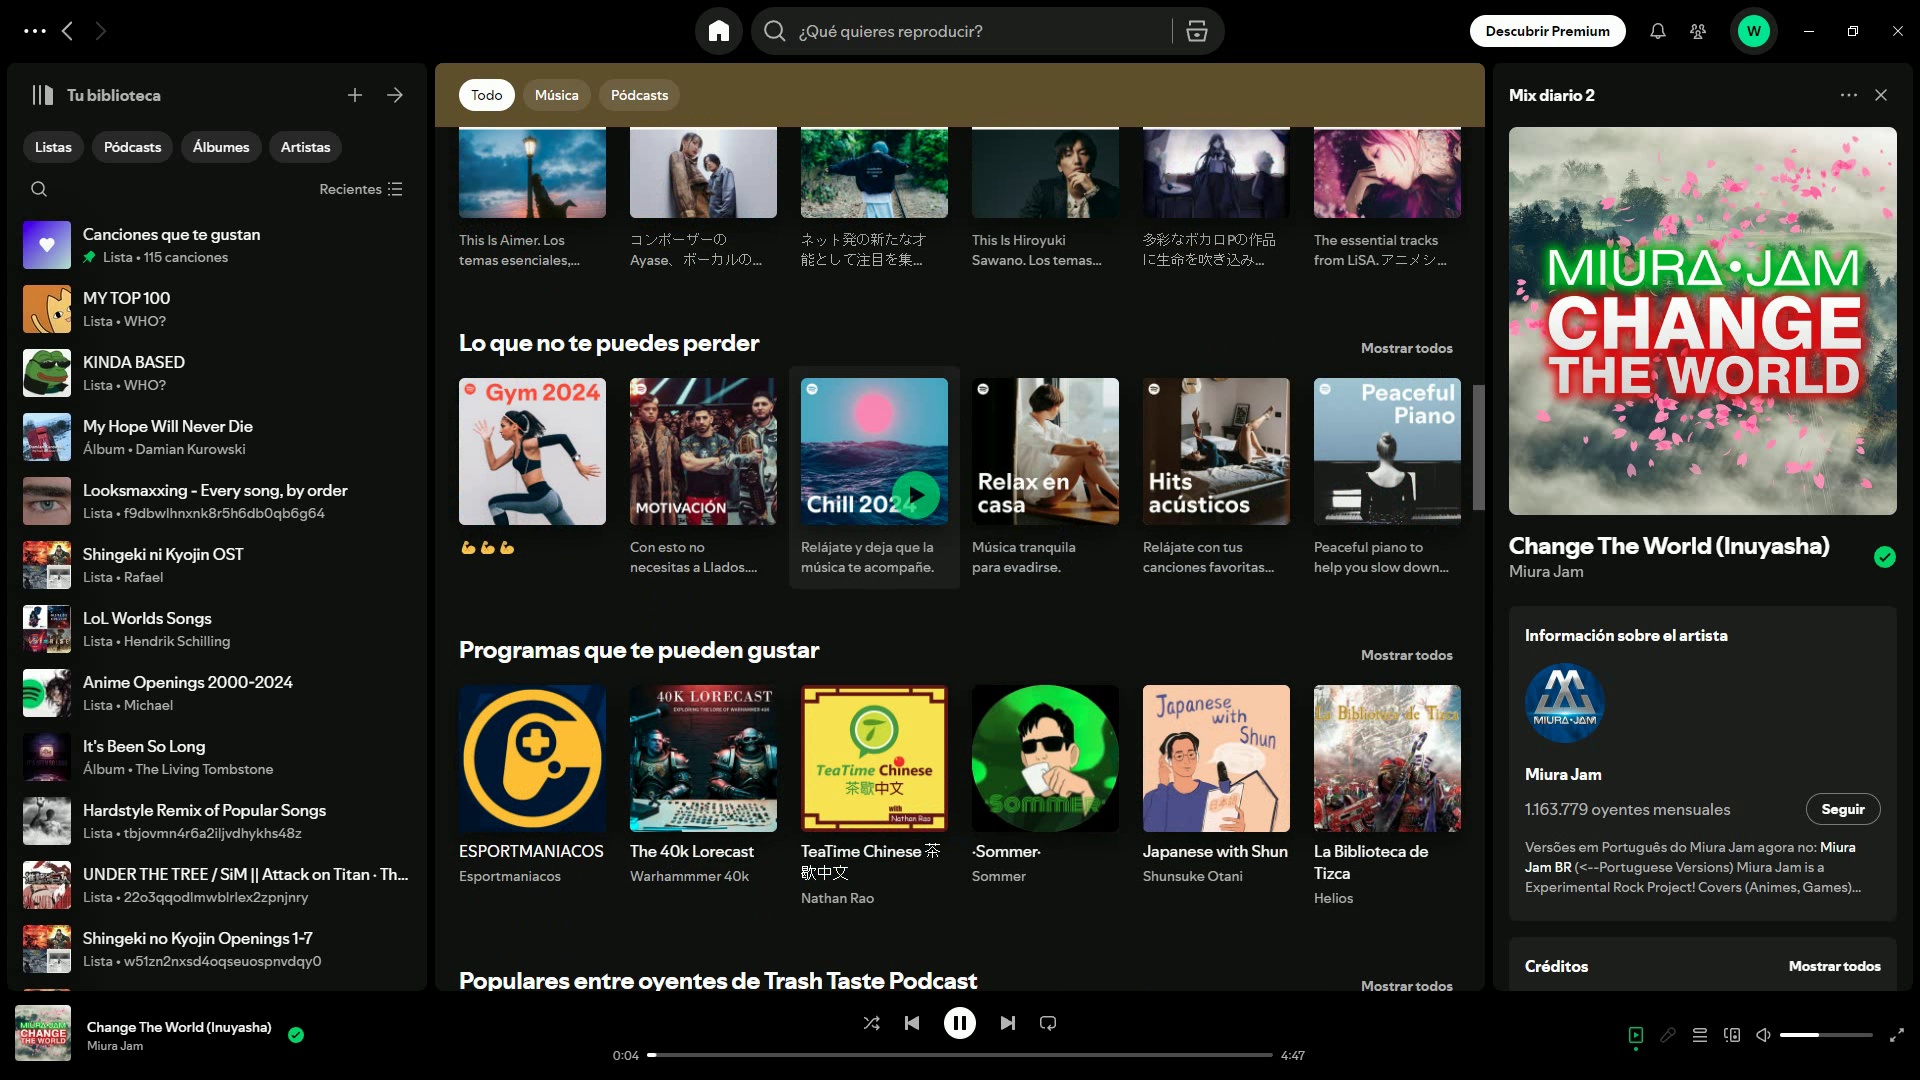 ¿Qué quieres reproducir?
Descubrir Premium
W
Tu biblioteca
Listas
Pódcasts
Álbumes
Artistas
Recientes
Canciones que te gustan
Lista • 115 canciones
MY TOP 100
Lista • WHO?
KINDA BASED
Lista • WHO?
My Hope Will Never Die
Álbum • Damian Kurowski
Looksmaxxing - Every song, by order
Lista • f9dbwlhnxnk8r5h6db0qb6g64
Shingeki ni Kyojin OST
Lista • Rafael
LoL Worlds Songs
Lista • Hendrik Schilling
Anime Openings 2000-2024
Lista • Michael
It's Been So Long
Álbum • The Living Tombstone
Hardstyle Remix of Popular Songs
Lista • tbjovmn4r6a2iljvdhykhs48z
UNDER THE TREE / SiM || Attack on Titan · Th...
Lista • 22o3qqodlmwblrlex2zpnjnry
Shingeki no Kyojin Openings 1-7
Lista • w51zn2nxsd4oqseuospnvdqy0
Todo
Música
Pódcasts
This Is Aimer. Los
temas esenciales,...
コンポーザーの
Ayase、ボーカルの...
ネット発の新たな才
能として注目を集...
This Is Hiroyuki
Sawano. Los temas...
多彩なボカロPの作品
に生命を吹き込み...
The essential tracks
from LiSA. アニメシ...
Lo que no te puedes perder
Mostrar todos
Gym 2024
💪💪💪
MOTIVACIÓN
Con esto no
necesitas a Llados....
Chill 2024
Relájate y deja que la
música te acompañe.
Relax en
casa
Música tranquila
para evadirse.
Hits
acústicos
Relájate con tus
canciones favoritas...
Peaceful
Piano
Peaceful piano to
help you slow down...
Programas que te pueden gustar
Mostrar todos
ESPORTMANIACOS
Esportmaniacos
40K LORECAST
EXPLORING THE LORE OF WARHAMMER 40K
The 40k Lorecast
Warhammmer 40k
TeaTime Chinese
茶歇中文
with
Nathan Rao
TeaTime Chinese 茶
歇中文
Nathan Rao
SOMMER
·Sommer·
Sommer
Japanese
with
Shun
日本語
Japanese with Shun
Shunsuke Otani
La Biblioteca de Tizca
La Biblioteca de
Tizca
Helios
Populares entre oyentes de Trash Taste Podcast
Mostrar todos
Mix diario 2
MIURA•JAM
CHANGE
THE WORLD
Change The World (Inuyasha)
Miura Jam
Información sobre el artista
MIURA•JAM
Miura Jam
1.163.779 oyentes mensuales
Seguir
Versões em Português do Miura Jam agora no: Miura
Jam BR (<--Portuguese Versions) Miura Jam is a
Experimental Rock Project! Covers (Animes, Games)...
Créditos
Mostrar todos
MIURA•JAM
CHANGE
THE WORLD
Change The World (Inuyasha)
Miura Jam
0:04
4:47